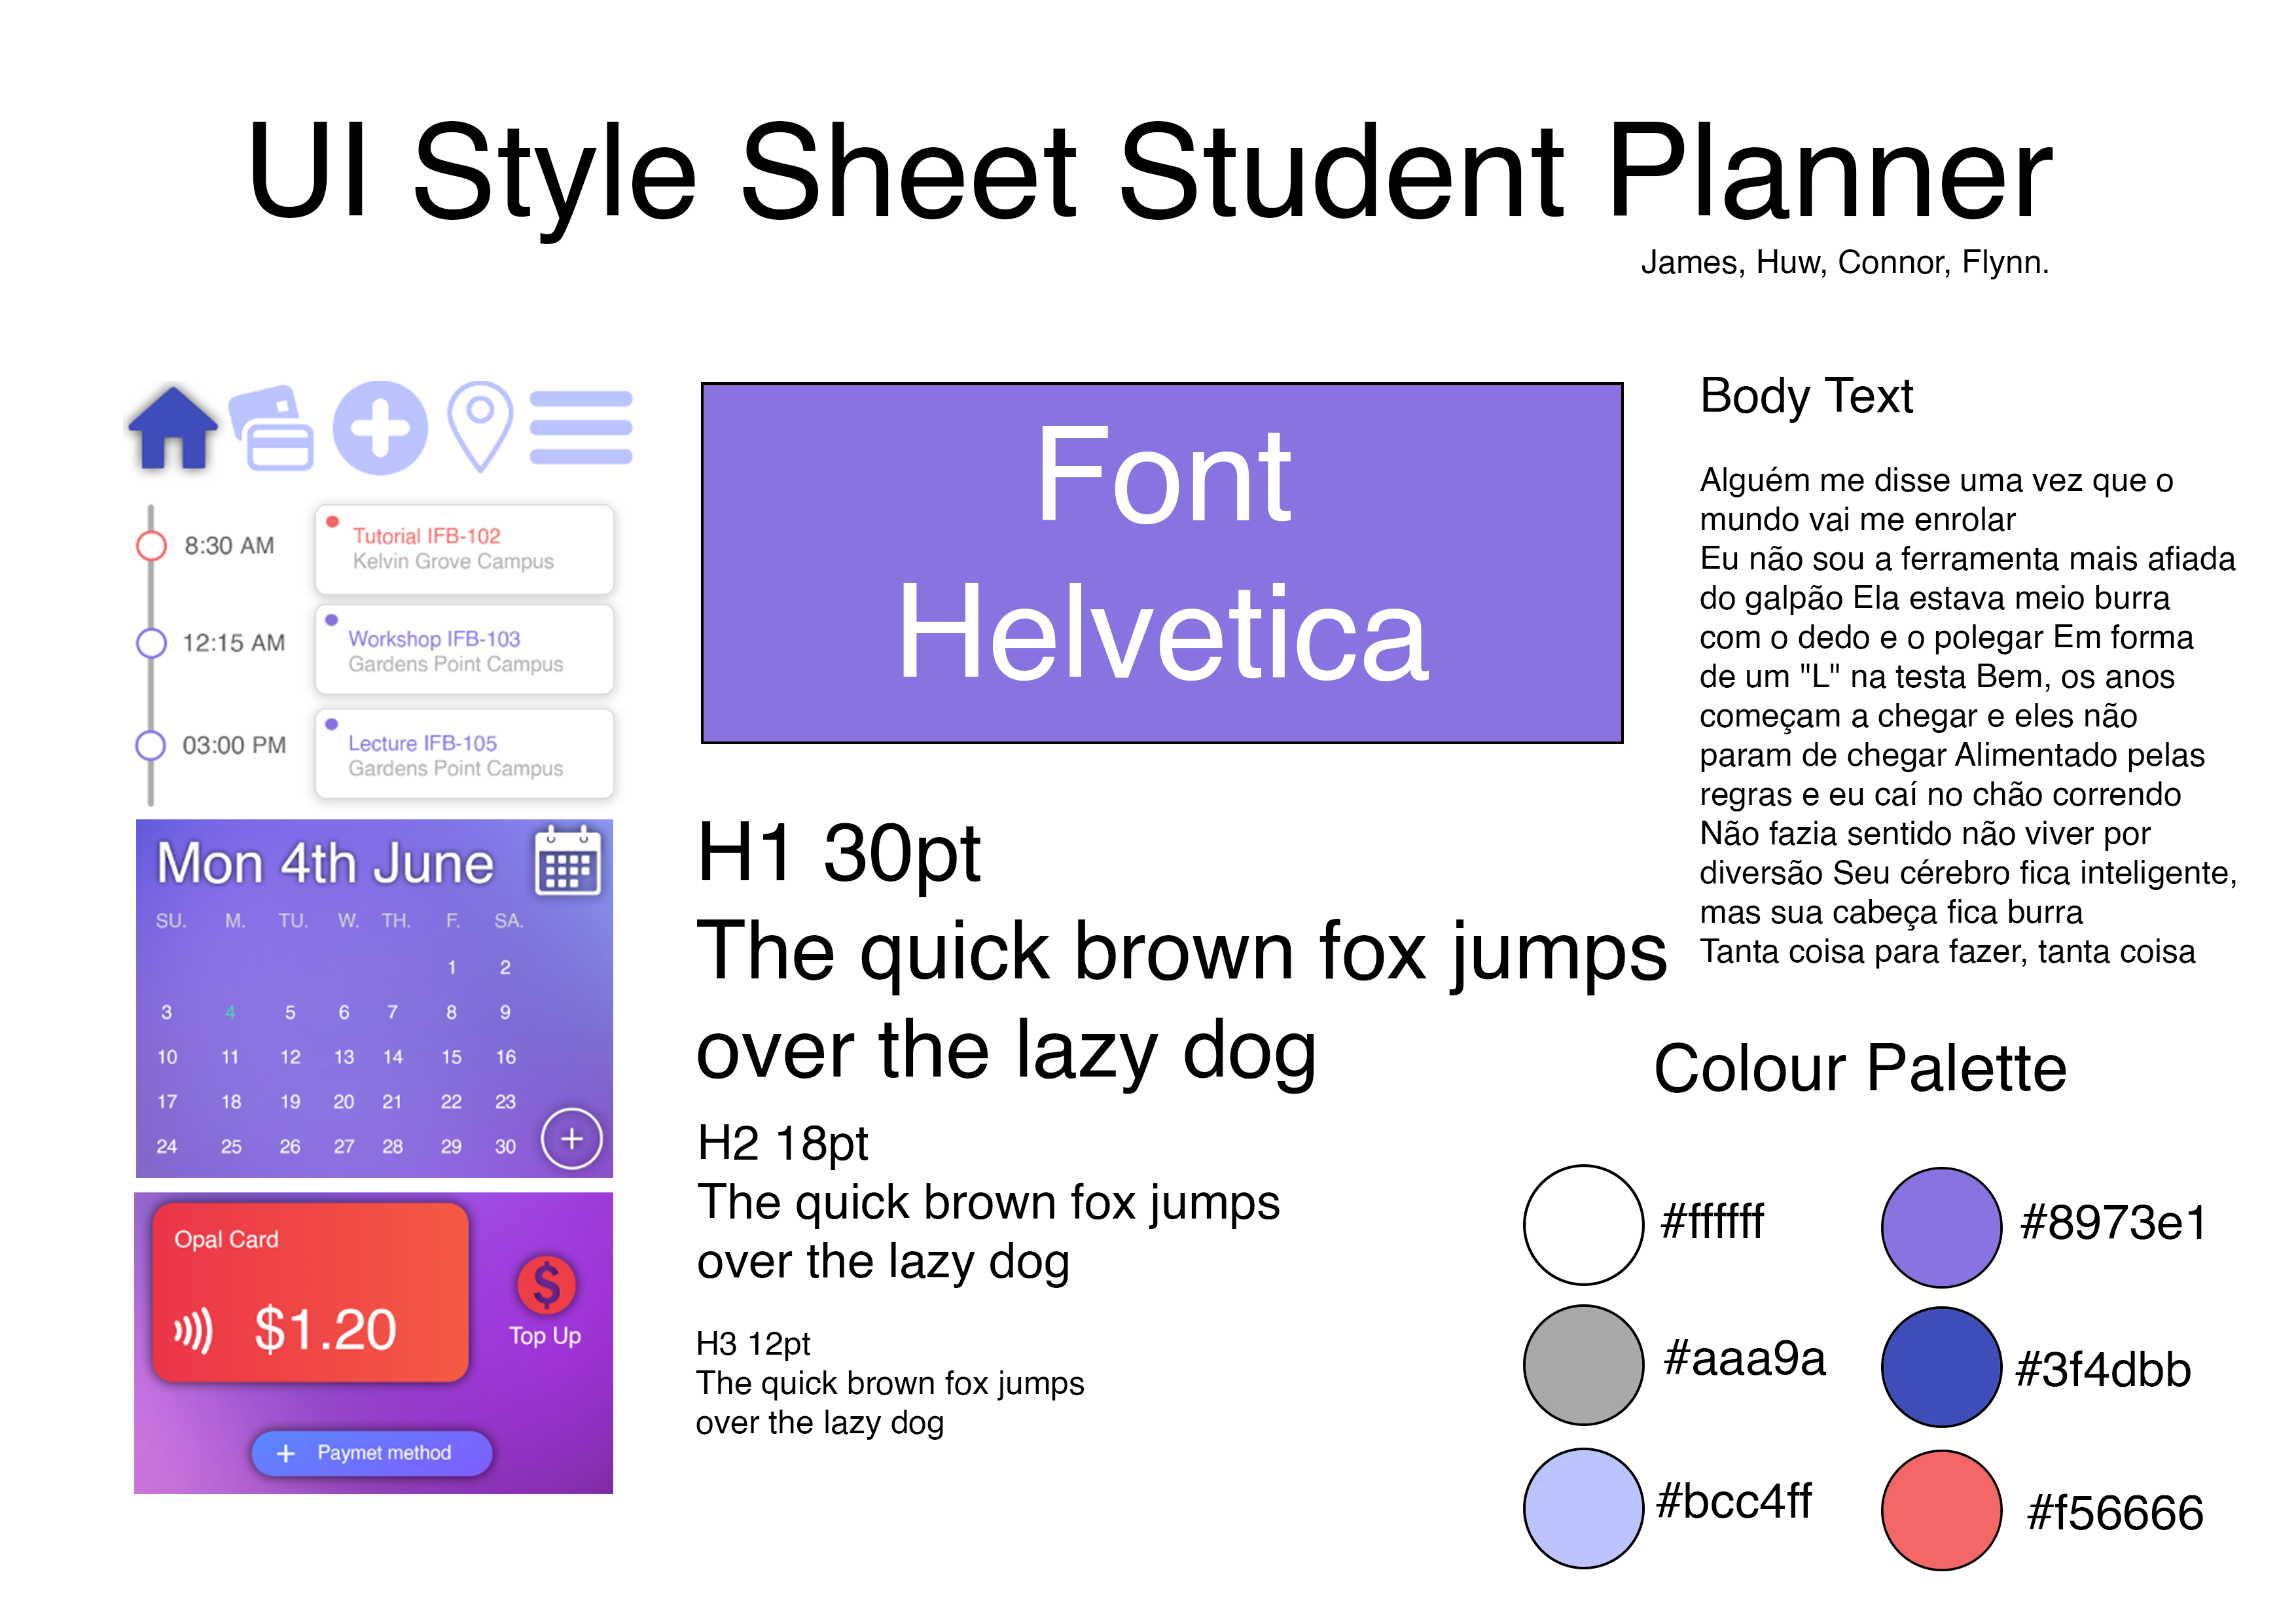 UI Style Sheet Student Planner
James, Huw, Connor, Flynn.
8:30 AM
Tutorial IFB-102
Kelvin Grove Campus
12:15 AM
Workshop IFB-103
Gardens Point Campus
03:00 PM
Lecture IFB-105
Gardens Point Campus
Mon 4th June
SU. M. TU. W. TH. F. SA.
1 2
3 4 5 6 7 8 9
10 11 12 13 14 15 16
17 18 19 20 21 22 23
24 25 26 27 28 29 30
Opal Card
$1.20
$
Top Up
+ Paymet method
Font
Helvetica
H1 30pt
The quick brown fox jumps
over the lazy dog
H2 18pt
The quick brown fox jumps
over the lazy dog
H3 12pt
The quick brown fox jumps
over the lazy dog
Body Text
Alguém me disse uma vez que o
mundo vai me enrolar
Eu não sou a ferramenta mais afiada
do galpão Ela estava meio burra
com o dedo e o polegar Em forma
de um "L" na testa Bem, os anos
começam a chegar e eles não
param de chegar Alimentado pelas
regras e eu caí no chão correndo
Não fazia sentido não viver por
diversão Seu cérebro fica inteligente,
mas sua cabeça fica burra
Tanta coisa para fazer, tanta coisa
Colour Palette
#ffffff
#8973e1
#aaa9a
#3f4dbb
#bcc4ff
#f56666